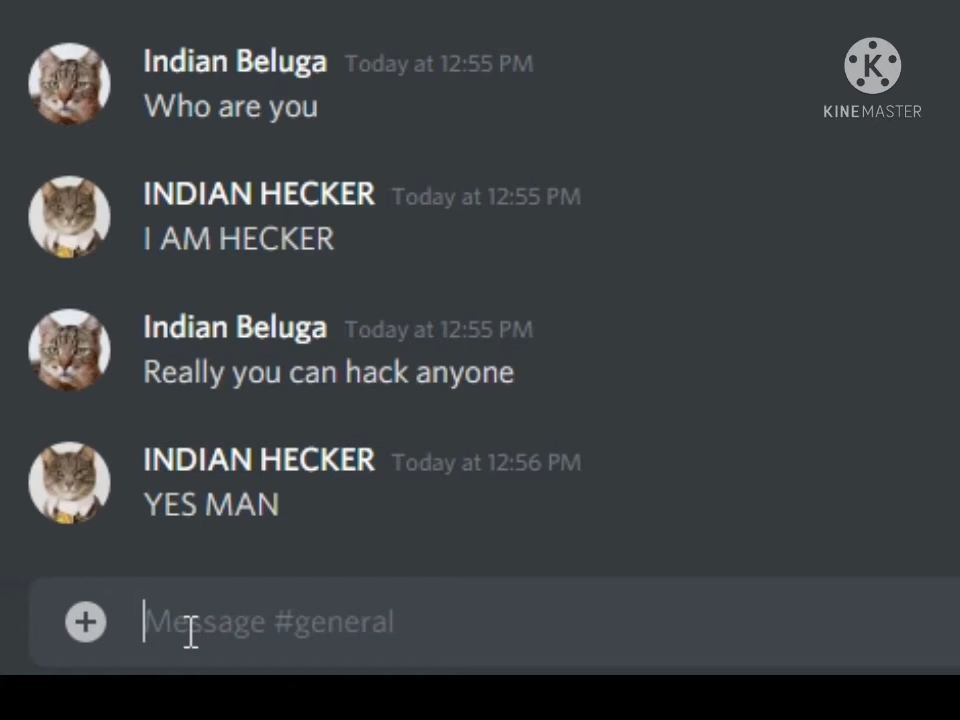 Indian Beluga Today at 12:55 PM
Who are you
K
KINEMASTER
INDIAN HECKER Today at 12:55 PM
I AM HECKER
Indian Beluga Today at 12:55 PM
Really you can hack anyone
INDIAN HECKER Today at 12:56 PM
YES MAN
Message #general